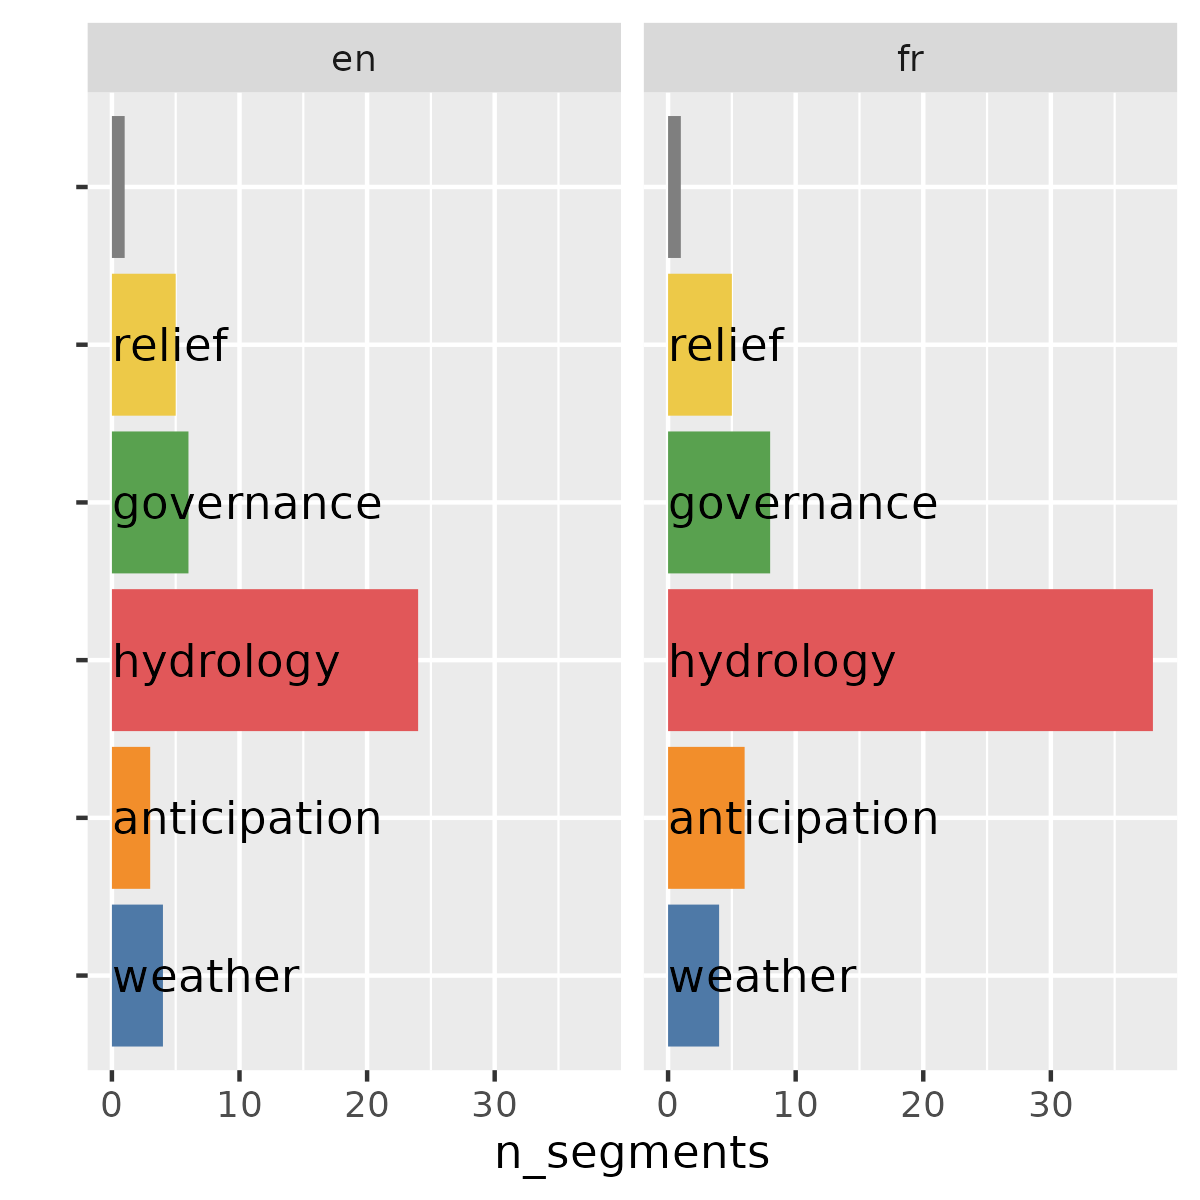 en
fr
relief
relief
governance
governance
hydrology
hydrology
anticipation
anticipation
weather
weather
0 10 20 30
0 10 20 30
n_segments